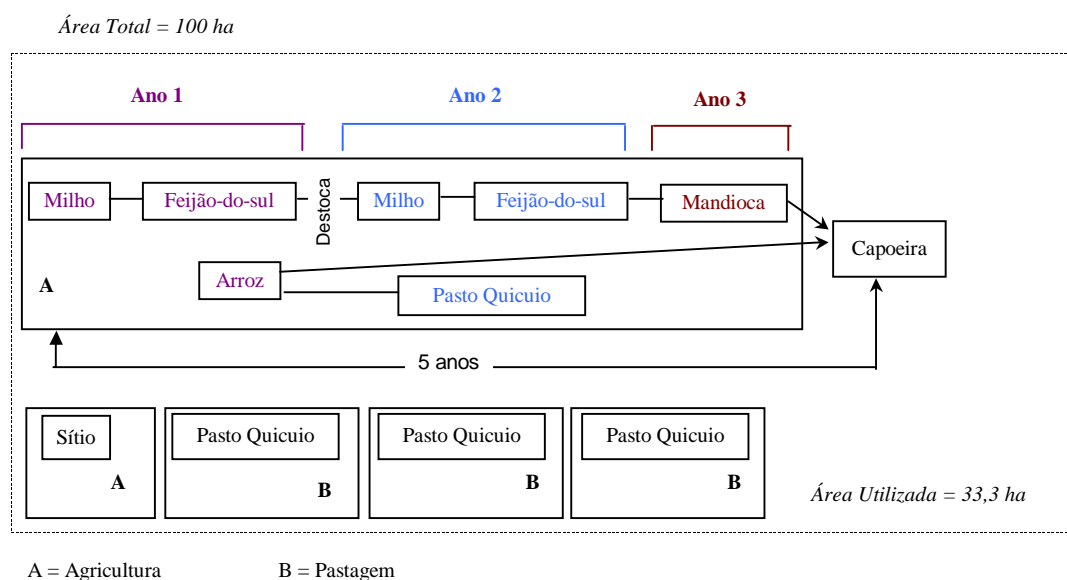 Área Total = 100 ha
Ano 1 Ano 2 Ano 3
Milho Feijão-do-sul Destoca Milho Feijão-do-sul Mandioca
Capoeira
Arroz
A Pasto Quicuio
5 anos
Sítio Pasto Quicuio Pasto Quicuio Pasto Quicuio
A B B B
Área Utilizada = 33,3 ha
A = Agricultura B = Pastagem